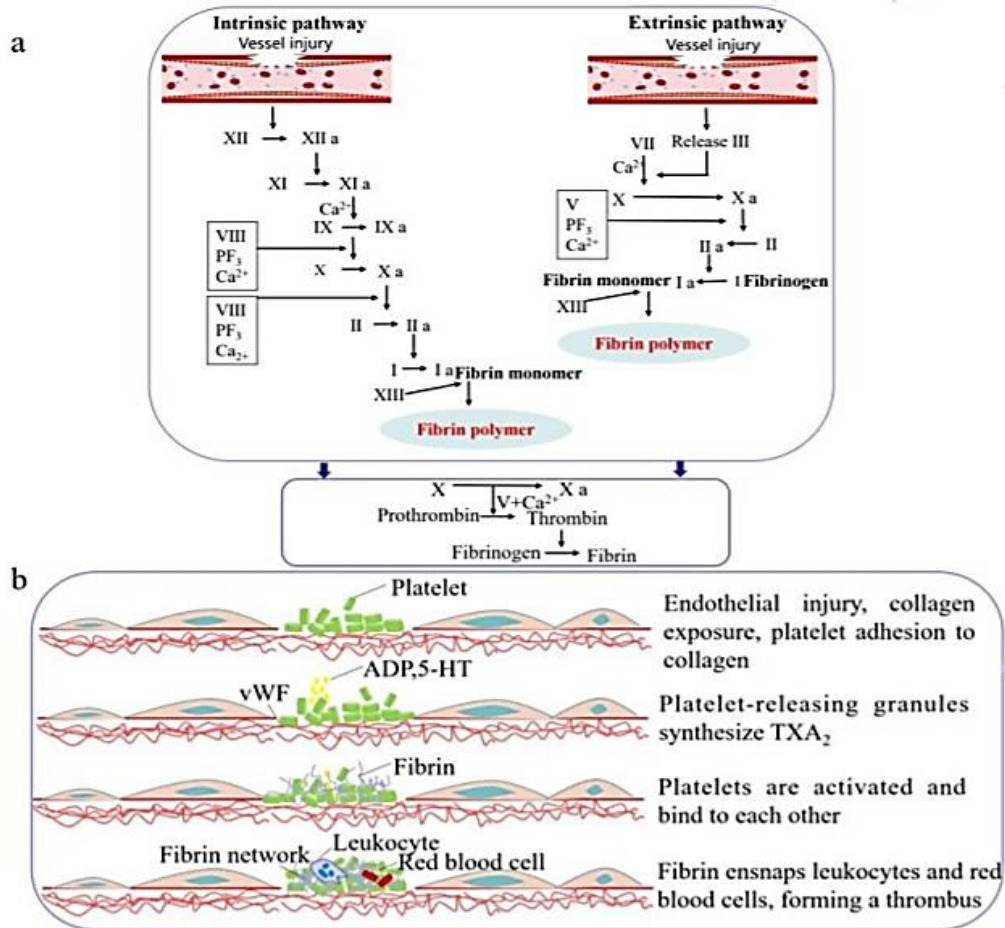 a
Intrinsic pathway
Vessel injury
XII
XII a
XI
XI a
Ca²⁺
IX
IX a
VIII
PF₃
Ca²⁺
X
X a
VIII
PF₃
Ca₂₊
II
II a
I
I a
Fibrin monomer
XIII
Fibrin polymer
Extrinsic pathway
Vessel injury
VII
Release III
Ca²⁺
X
X a
V
PF₃
Ca²⁺
II a
II
Fibrin monomer
I a
I
Fibrinogen
XIII
Fibrin polymer
X
X a
V+Ca²⁺
Prothrombin
Thrombin
Fibrinogen
Fibrin
b
Platelet
Endothelial injury, collagen
exposure, platelet adhesion to
collagen
ADP,5-HT
vWF
Platelet-releasing granules
synthesize TXA₂
Fibrin
Platelets are activated and
bind to each other
Leukocyte
Fibrin network
Red blood cell
Fibrin ensnaps leukocytes and red
blood cells, forming a thrombus